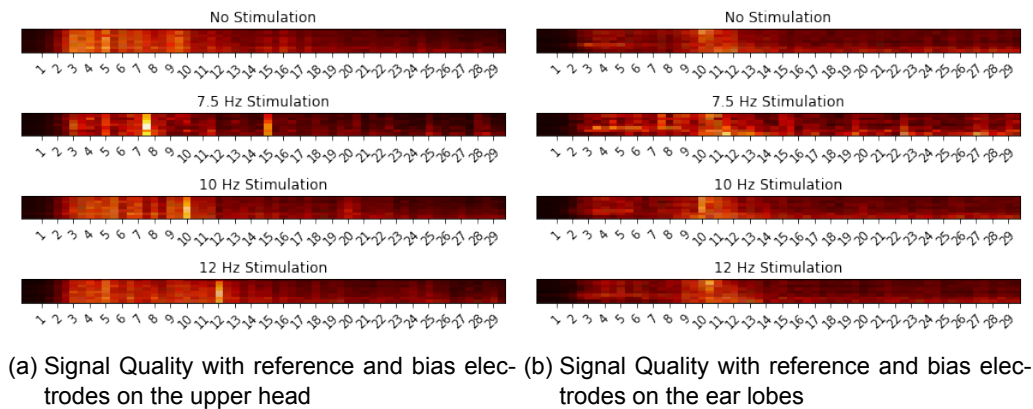 No Stimulation
1 2 3 4 5 6 7 8 9 10 11 12 13 14 15 16 17 18 19 20 21 22 23 24 25 26 27 28 29
7.5 Hz Stimulation
1 2 3 4 5 6 7 8 9 10 11 12 13 14 15 16 17 18 19 20 21 22 23 24 25 26 27 28 29
10 Hz Stimulation
1 2 3 4 5 6 7 8 9 10 11 12 13 14 15 16 17 18 19 20 21 22 23 24 25 26 27 28 29
12 Hz Stimulation
1 2 3 4 5 6 7 8 9 10 11 12 13 14 15 16 17 18 19 20 21 22 23 24 25 26 27 28 29
(a) Signal Quality with reference and bias elec-
trodes on the upper head
No Stimulation
1 2 3 4 5 6 7 8 9 10 11 12 13 14 15 16 17 18 19 20 21 22 23 24 25 26 27 28 29
7.5 Hz Stimulation
1 2 3 4 5 6 7 8 9 10 11 12 13 14 15 16 17 18 19 20 21 22 23 24 25 26 27 28 29
10 Hz Stimulation
1 2 3 4 5 6 7 8 9 10 11 12 13 14 15 16 17 18 19 20 21 22 23 24 25 26 27 28 29
12 Hz Stimulation
1 2 3 4 5 6 7 8 9 10 11 12 13 14 15 16 17 18 19 20 21 22 23 24 25 26 27 28 29
(b) Signal Quality with reference and bias elec-
trodes on the ear lobes